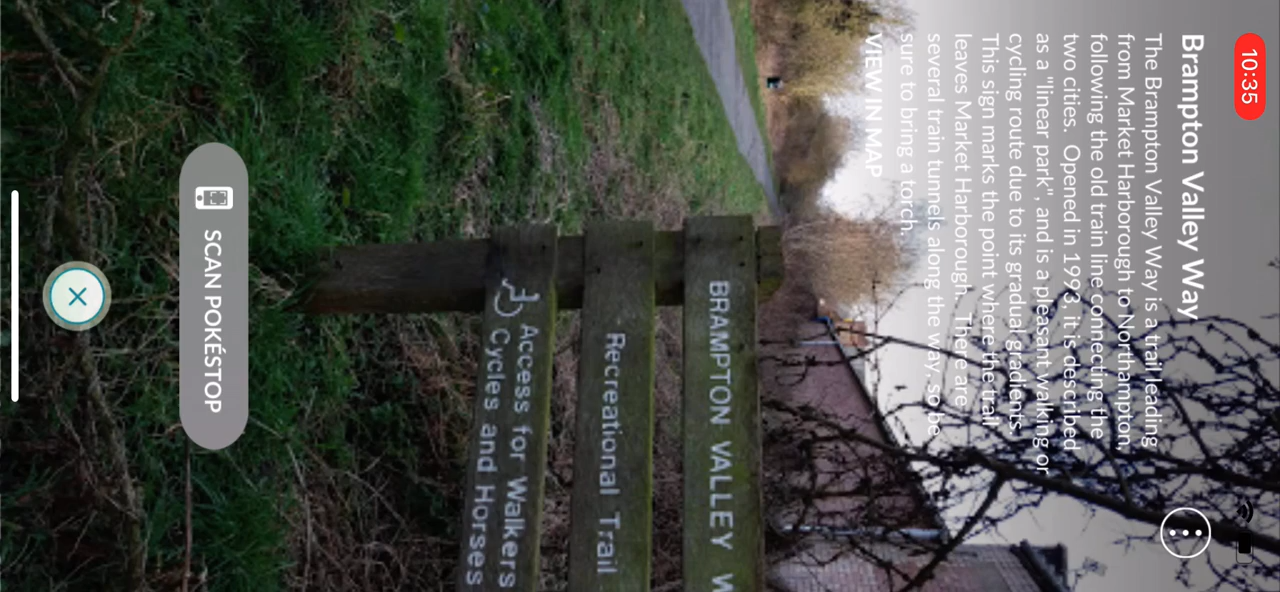 10:35
Brampton Valley Way
The Brampton Valley Way is a trail leading
from Market Harborough to Northampton,
following the old train line connecting the
two cities. Opened in 1993, it is described
as a "linear park", and is a pleasant walking or
cycling route due to its gradual gradients.
This sign marks the point where the trail
leaves Market Harborough. There are
several train tunnels along the way, so be
sure to bring a torch.
VIEW IN MAP
BRAMPTON VALLEY W
Recreational Trail
Access for Walkers
Cycles and Horses
SCAN POKÉSTOP